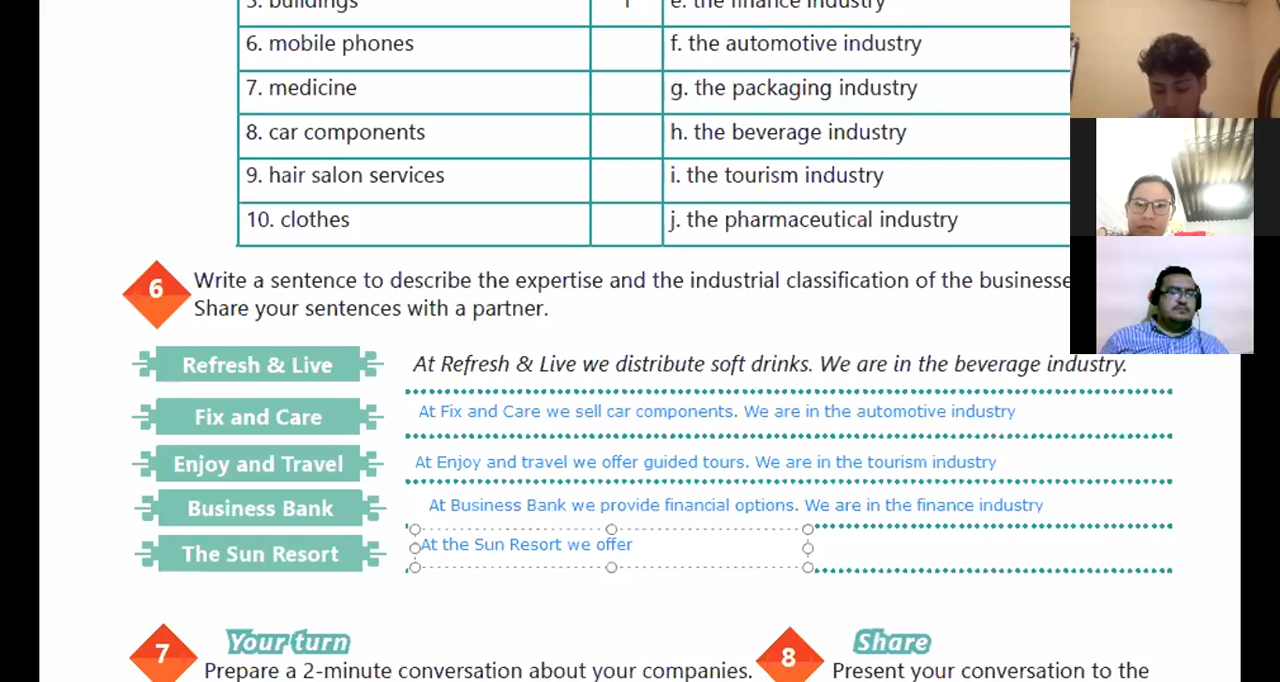 5. buildings e. the finance industry
6. mobile phones f. the automotive industry
7. medicine g. the packaging industry
8. car components h. the beverage industry
9. hair salon services i. the tourism industry
10. clothes j. the pharmaceutical industry
6 Write a sentence to describe the expertise and the industrial classification of the businesse
Share your sentences with a partner.
Refresh & Live At Refresh & Live we distribute soft drinks. We are in the beverage industry.
Fix and Care At Fix and Care we sell car components. We are in the automotive industry
Enjoy and Travel At Enjoy and travel we offer guided tours. We are in the tourism industry
Business Bank At Business Bank we provide financial options. We are in the finance industry
The Sun Resort At the Sun Resort we offer
7 Your turn
Prepare a 2-minute conversation about your companies.
8 Share
Present your conversation to the